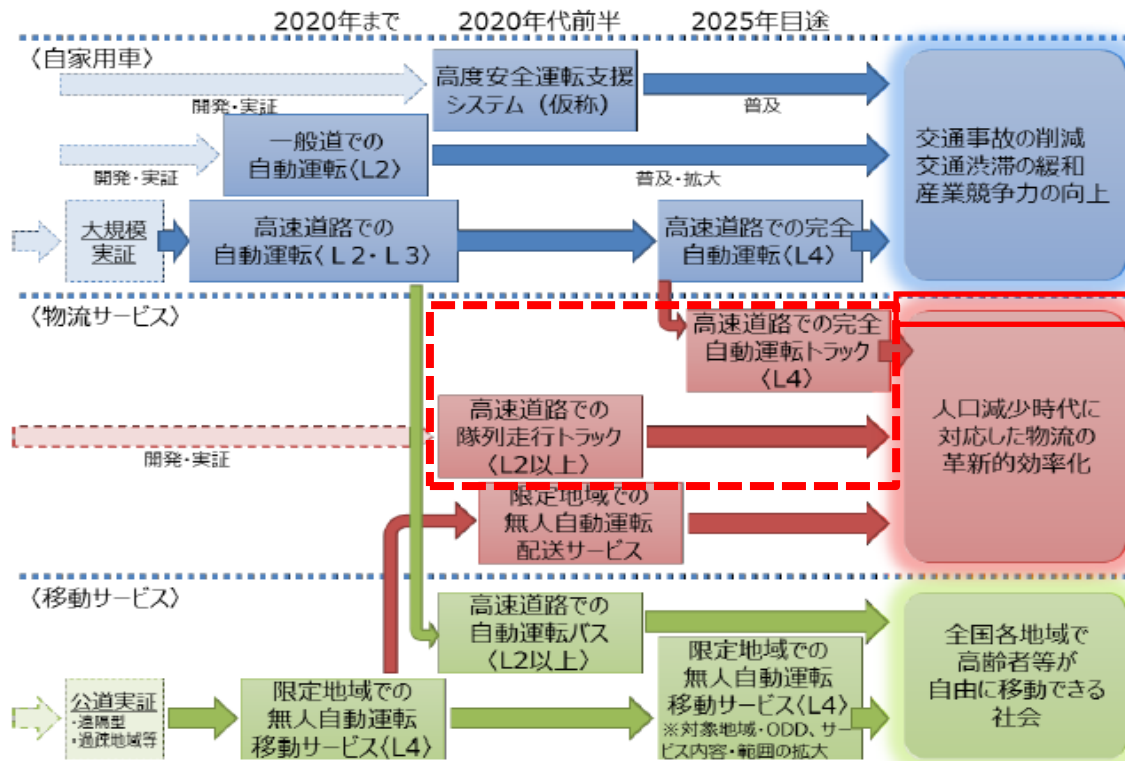 2020年まで
2020年代前半
2025年目途
〈自家用車〉
開発・実証
高度安全運転支援
システム（仮称）
普及
開発・実証
一般道での
自動運転〈L2〉
普及・拡大
大規模
実証
高速道路での
自動運転〈Ｌ２・Ｌ３〉
高速道路での完全
自動運転〈L4〉
交通事故の削減
交通渋滞の緩和
産業競争力の向上
〈物流サービス〉
高速道路での完全
自動運転トラック
〈L4〉
開発・実証
高速道路での
隊列走行トラック
〈L2以上〉
限定地域での
無人自動運転
配送サービス
人口減少時代に
対応した物流の
革新的効率化
〈移動サービス〉
高速道路での
自動運転バス
〈L2以上〉
公道実証
・遠隔型
・過疎地域等
限定地域での
無人自動運転
移動サービス〈L4〉
限定地域での
無人自動運転
移動サービス〈L4〉
※対象地域・ODD、サー
ビス内容・範囲の拡大
全国各地域で
高齢者等が
自由に移動できる
社会